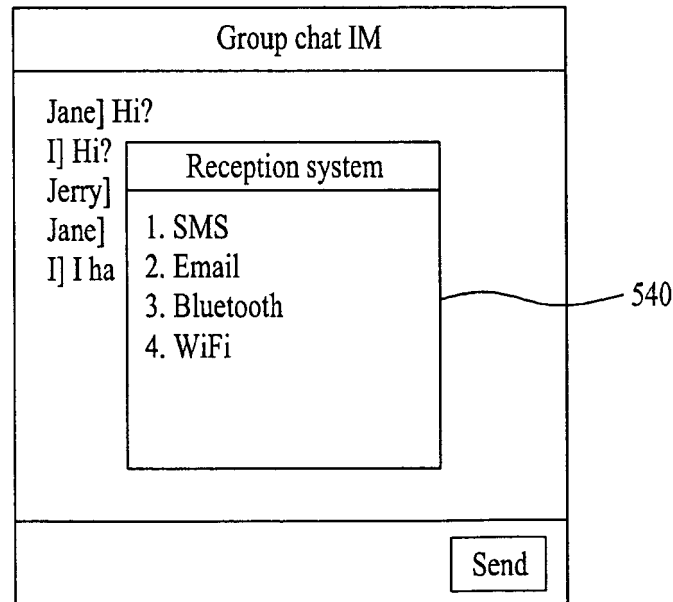 Group chat IM
Jane] Hi?
I] Hi?
Jerry]
Jane]
I] I ha
Reception system
1. SMS
2. Email
3. Bluetooth
4. WiFi
540
Send